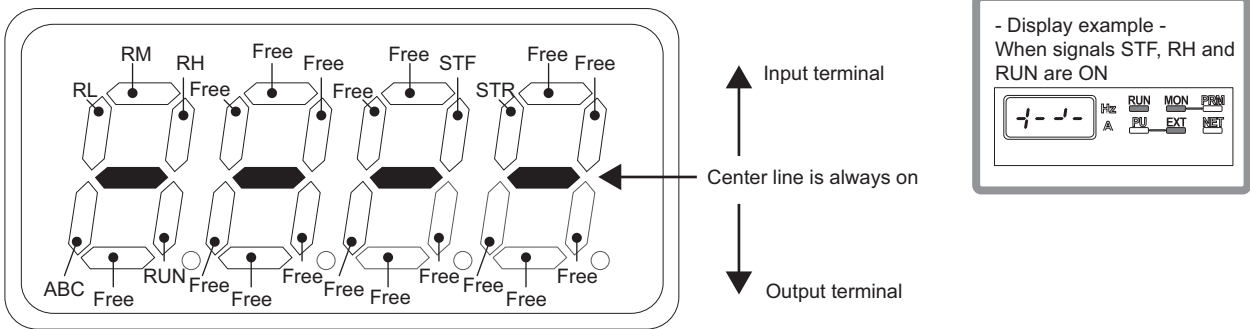 RM
RH
Free
Free
Free
STF
Free
Free
RL
Free
Free
STR
Input terminal
Center line is always on
ABC
Free
RUN
Free
Free
Free
Free
Free
Free
Free
Free
Free
Output terminal
- Display example -
When signals STF, RH and
RUN are ON
Hz RUN MON PRM
A PU EXT NET